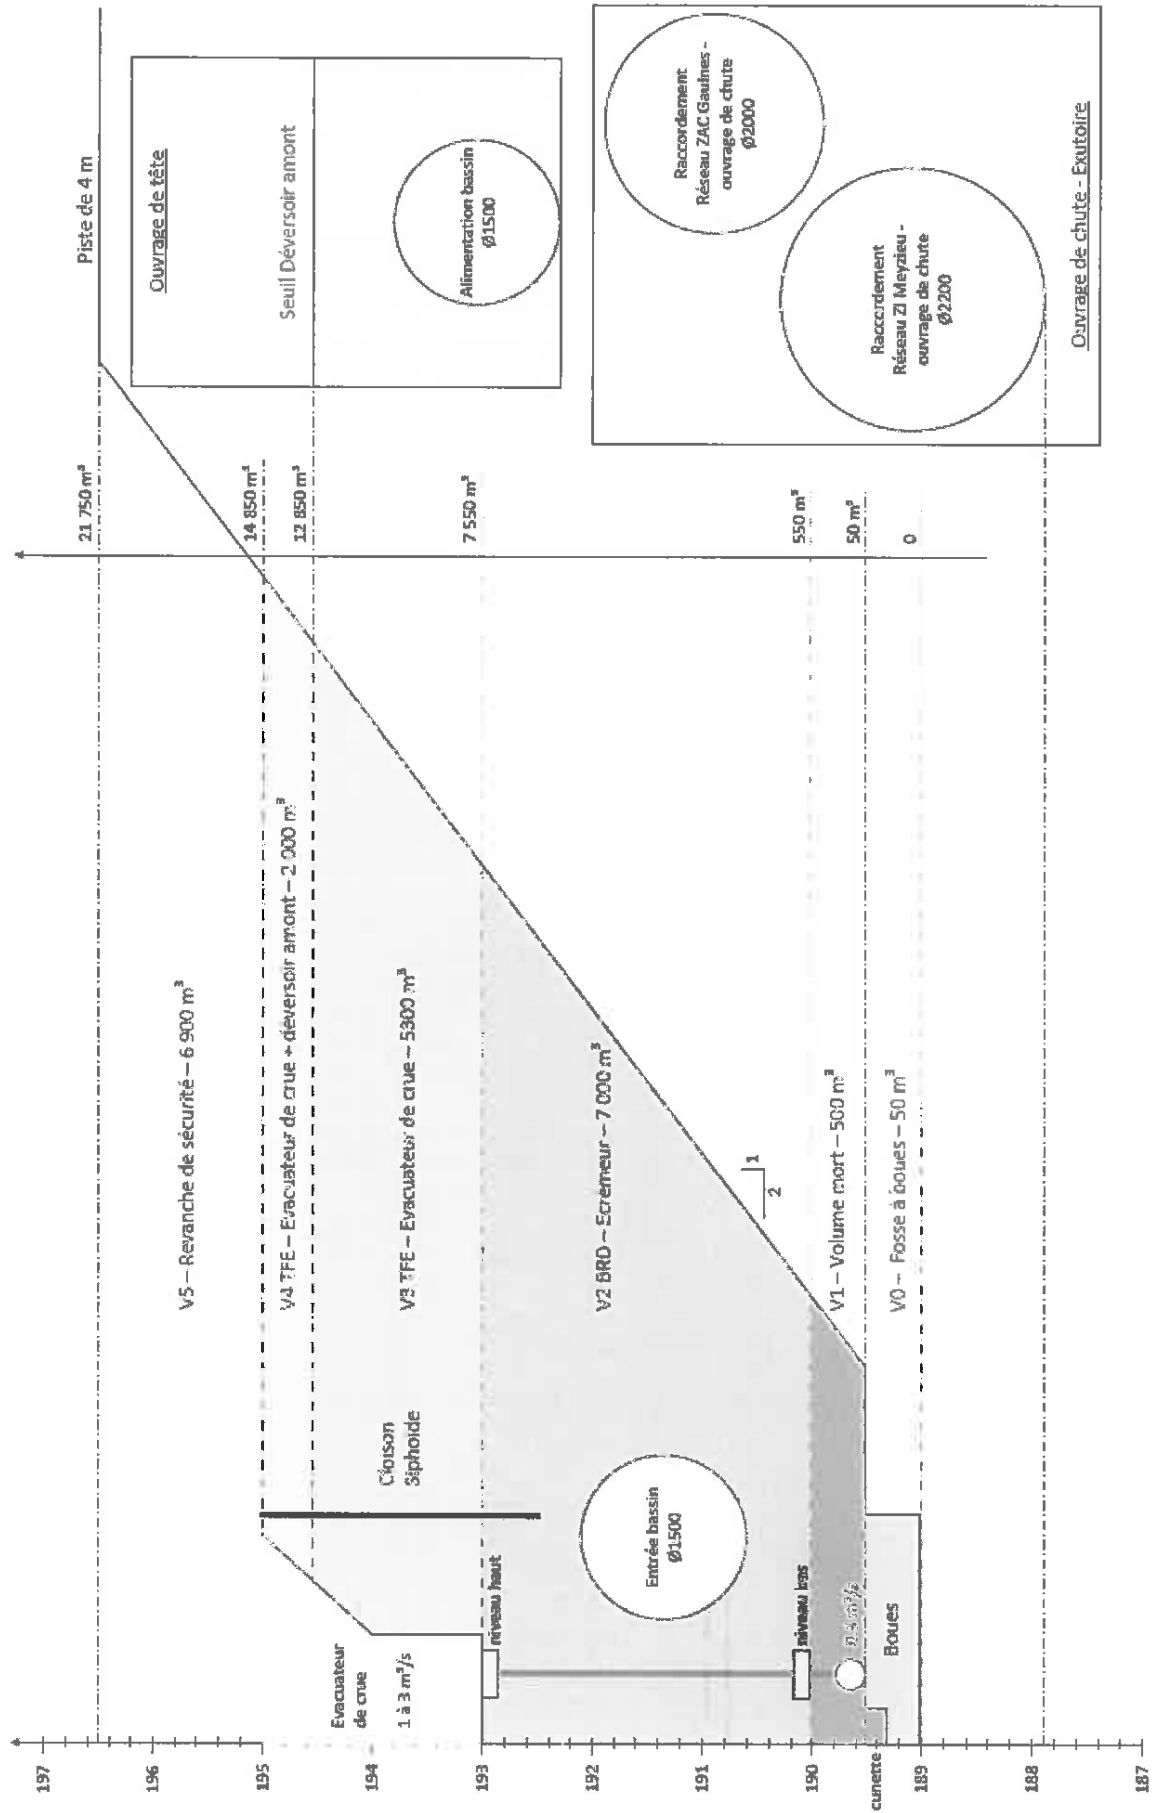 Piste de 4 m
Ouvrage de tête
Seuil Déversoir amont
Alimentation bassin
Ø1500
Raccordement
Réseau ZAC Gaulnes -
ouvrage de chute
Ø2000
Raccordement
Réseau ZI Meyzieu -
ouvrage de chute
Ø2200
Ouvrage de chute - Exutoire
21 750 m³
14 850 m³
12 850 m³
7 550 m³
550 m³
50 m³
0
V5 – Revanche de sécurité – 6 900 m³
V4 TFE – Evacuateur de crue + déversoir amont – 2 000 m³
V3 TFE – Evacuateur de crue – 5300 m³
V2 BRD – Ecrêmeur – 7 000 m³
1
2
V1 – Volume mort – 500 m³
V0 – Fosse à boues – 50 m³
Cloison
Siphoïde
Entrée bassin
Ø1500
niveau haut
niveau bas
Boues
Evacuateur
de crue
1 à 3 m³/s
cunette
197
196
195
194
193
192
191
190
189
188
187